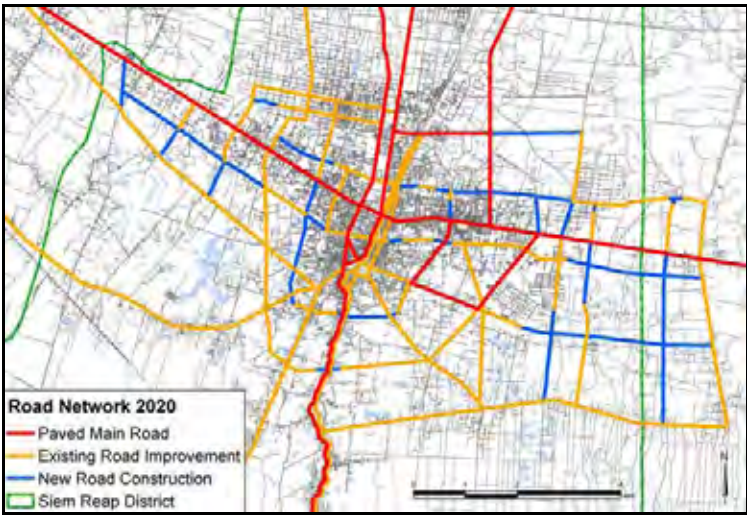 Road Network 2020
Paved Main Road
Existing Road Improvement
New Road Construction
Siem Reap District
N